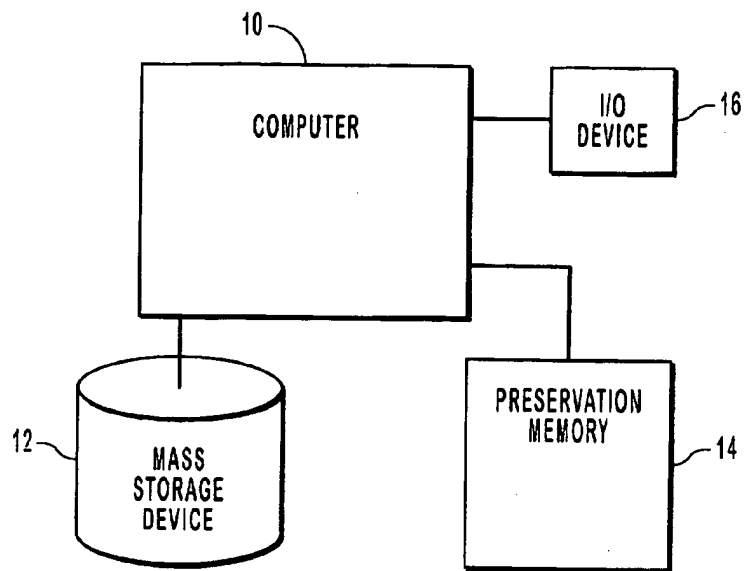 10
COMPUTER
I/O
DEVICE
16
12
MASS
STORAGE
DEVICE
PRESERVATION
MEMORY
14